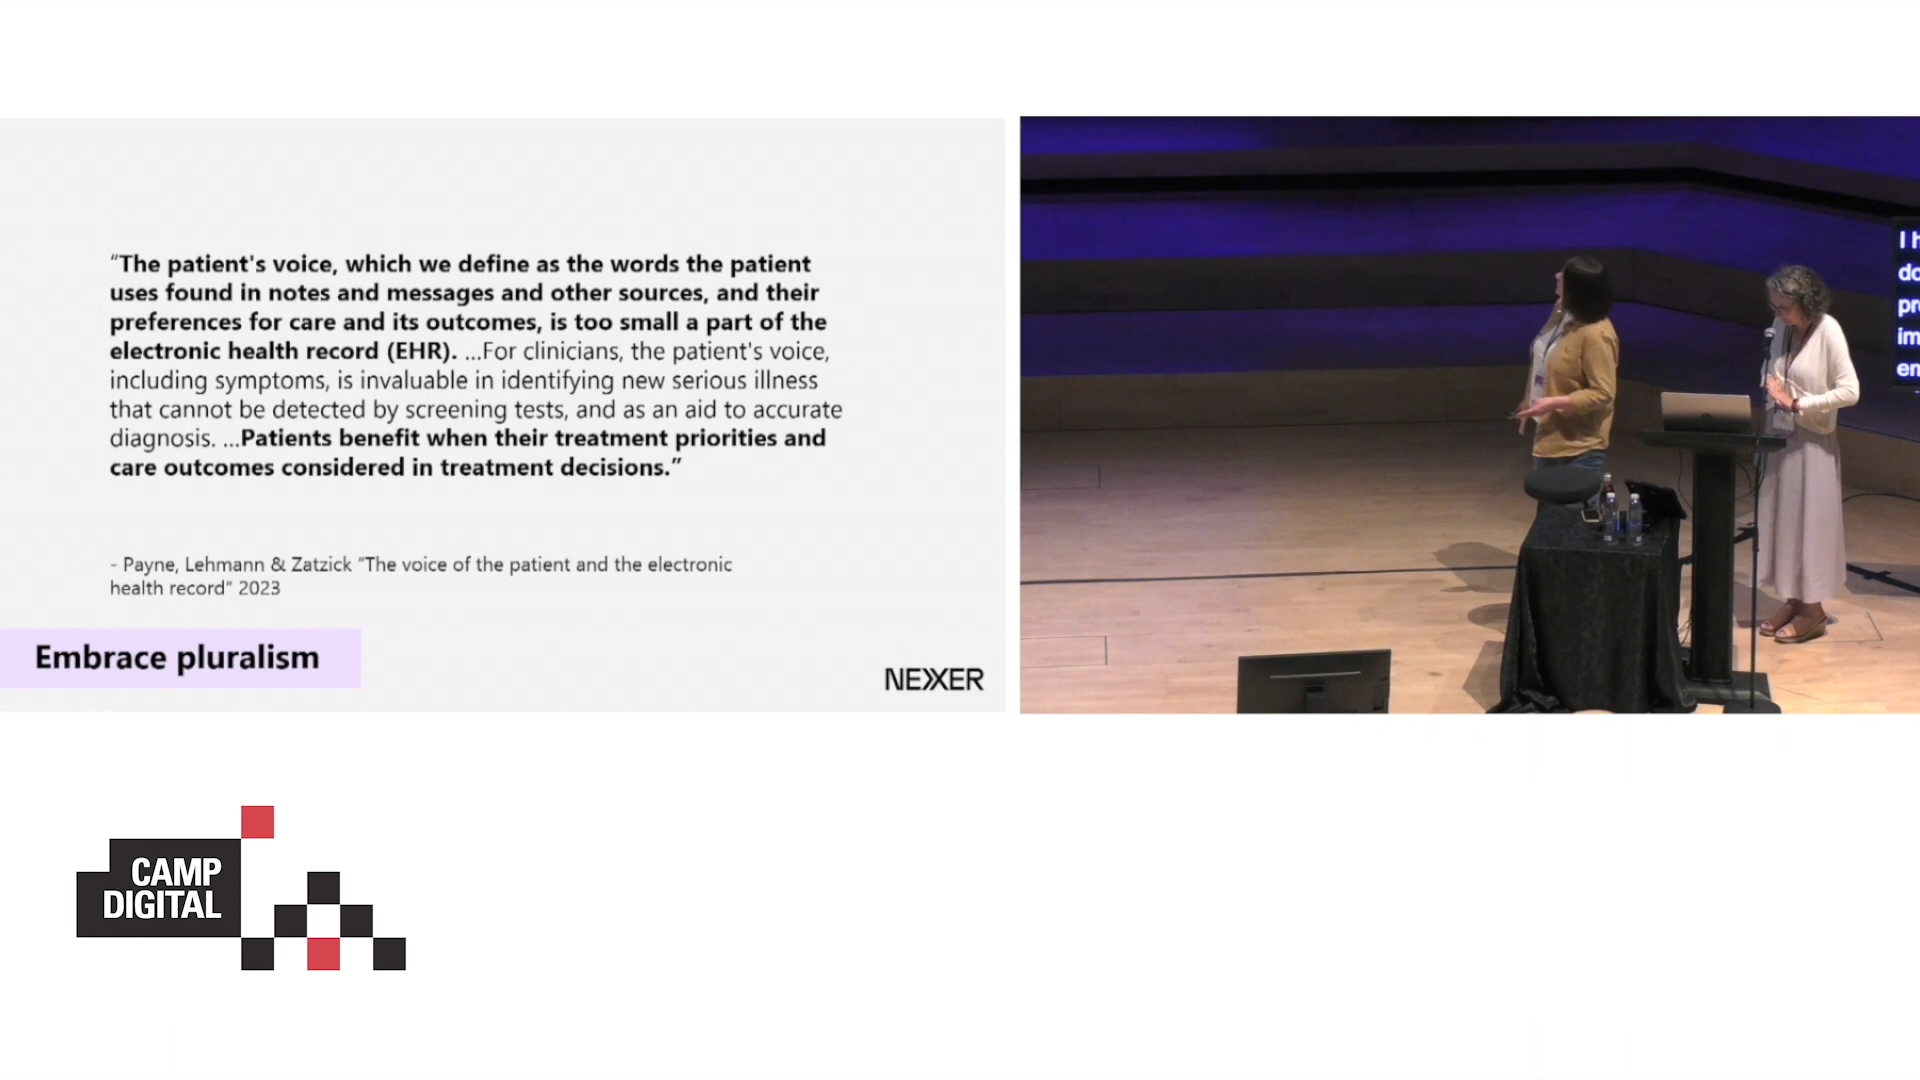 “The patient's voice, which we define as the words the patient
uses found in notes and messages and other sources, and their
preferences for care and its outcomes, is too small a part of the
electronic health record (EHR). ...For clinicians, the patient's voice,
including symptoms, is invaluable in identifying new serious illness
that cannot be detected by screening tests, and as an aid to accurate
diagnosis. ...Patients benefit when their treatment priorities and
care outcomes considered in treatment decisions.”
- Payne, Lehmann & Zatzick “The voice of the patient and the electronic
health record” 2023
Embrace pluralism
NEXER
CAMP
DIGITAL